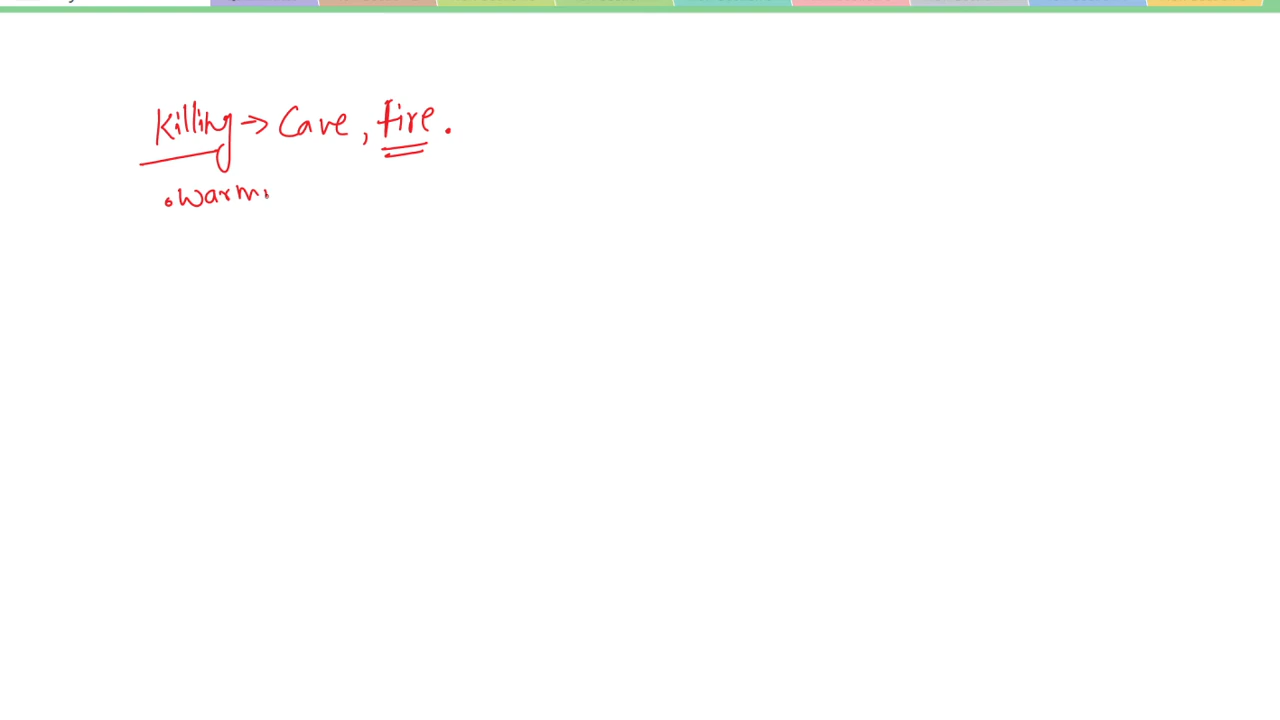 Killing → Cave, fire.
• Warm.